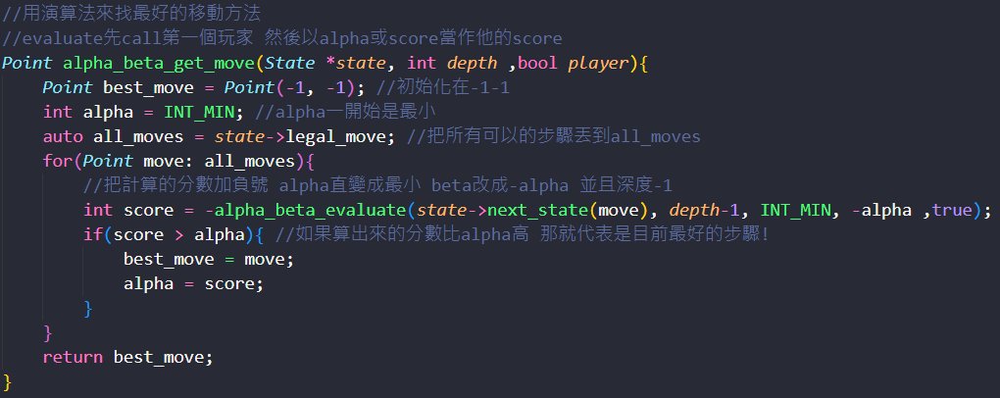 //用演算法來找最好的移動方法
//evaluate先call第一個玩家 然後以alpha或score當作他的score
Point alpha_beta_get_move(State *state, int depth ,bool player){
    Point best_move = Point(-1, -1); //初始化在-1-1
    int alpha = INT_MIN; //alpha一開始是最小
    auto all_moves = state->legal_move; //把所有可以的步驟丟到all_moves
    for(Point move: all_moves){
        //把計算的分數加負號 alpha直變成最小 beta改成-alpha 並且深度-1
        int score = -alpha_beta_evaluate(state->next_state(move), depth-1, INT_MIN, -alpha ,true);
        if(score > alpha){ //如果算出來的分數比alpha高 那就代表是目前最好的步驟!
            best_move = move;
            alpha = score;
        }
    }
    return best_move;
}